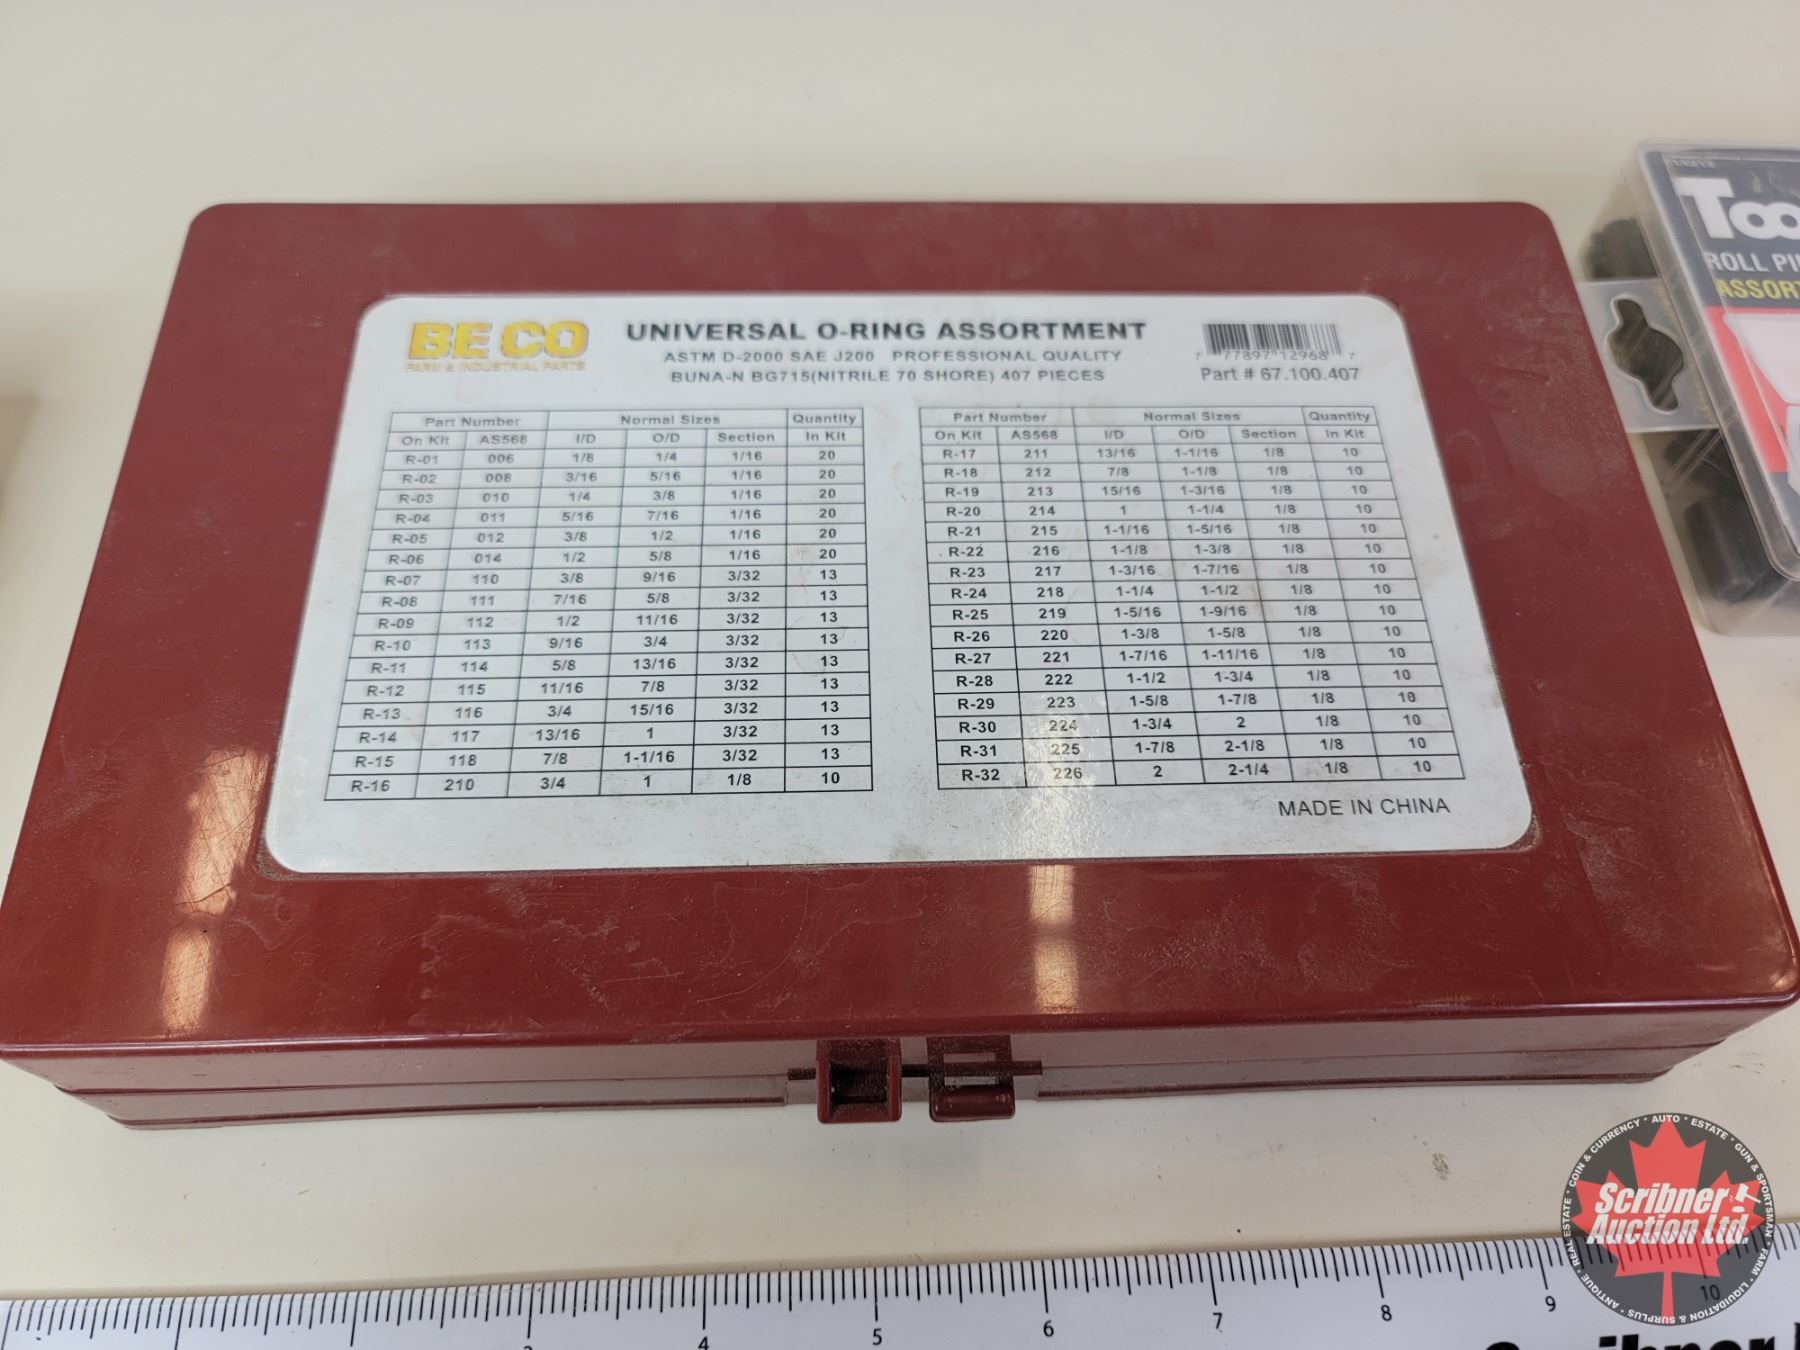 BE CO
FARM & INDUSTRIAL PARTS
UNIVERSAL O-RING ASSORTMENT
ASTM D-2000 SAE J200 PROFESSIONAL QUALITY
BUNA-N BG715(NITRILE 70 SHORE) 407 PIECES
7 77897 12968 7
Part # 67.100.407
Part Number Normal Sizes Quantity
On Kit AS568 I/D O/D Section In Kit
R-01 006 1/8 1/4 1/16 20
R-02 008 3/16 5/16 1/16 20
R-03 010 1/4 3/8 1/16 20
R-04 011 5/16 7/16 1/16 20
R-05 012 3/8 1/2 1/16 20
R-06 014 1/2 5/8 1/16 20
R-07 110 3/8 9/16 3/32 13
R-08 111 7/16 5/8 3/32 13
R-09 112 1/2 11/16 3/32 13
R-10 113 9/16 3/4 3/32 13
R-11 114 5/8 13/16 3/32 13
R-12 115 11/16 7/8 3/32 13
R-13 116 3/4 15/16 3/32 13
R-14 117 13/16 1 3/32 13
R-15 118 7/8 1-1/16 3/32 13
R-16 210 3/4 1 1/8 10
Part Number Normal Sizes Quantity
On Kit AS568 I/D O/D Section In Kit
R-17 211 13/16 1-1/16 1/8 10
R-18 212 7/8 1-1/8 1/8 10
R-19 213 15/16 1-3/16 1/8 10
R-20 214 1 1-1/4 1/8 10
R-21 215 1-1/16 1-5/16 1/8 10
R-22 216 1-1/8 1-3/8 1/8 10
R-23 217 1-3/16 1-7/16 1/8 10
R-24 218 1-1/4 1-1/2 1/8 10
R-25 219 1-5/16 1-9/16 1/8 10
R-26 220 1-3/8 1-5/8 1/8 10
R-27 221 1-7/16 1-11/16 1/8 10
R-28 222 1-1/2 1-3/4 1/8 10
R-29 223 1-5/8 1-7/8 1/8 10
R-30 224 1-3/4 2 1/8 10
R-31 225 1-7/8 2-1/8 1/8 10
R-32 226 2 2-1/4 1/8 10
MADE IN CHINA
Too
ROLL PI
ASSORT
COIN & CURRENCY * AUTO * ESTATE * GUN & SPORTSMAN * FARM * LIQUIDATION & SURPLUS * ANTIQUE * REAL ESTATE *
Scribner
Auction Ltd.
4 5 6 7 8 9 10